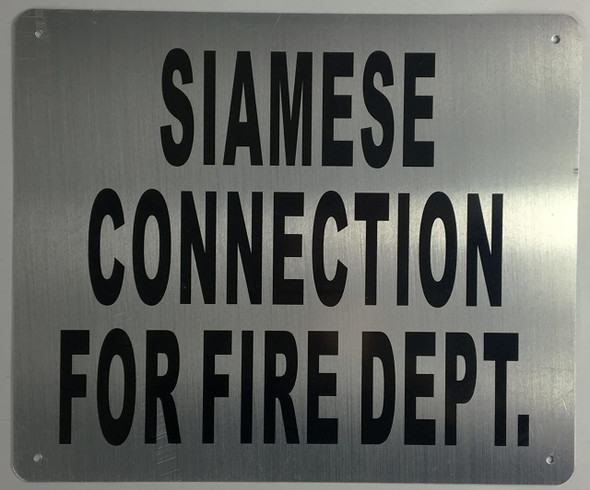 SIAMESE
CONNECTION
FOR FIRE DEPT.